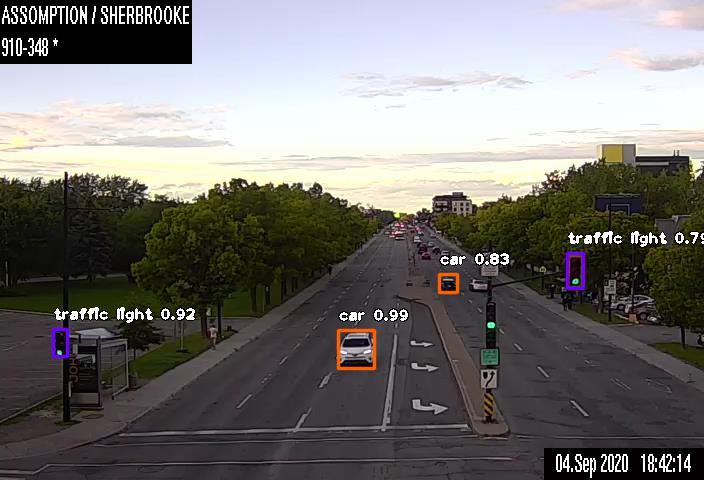 ASSOMPTION / SHERBROOKE
910-348 *
traffic light 0.79
car 0.83
traffic light 0.92
car 0.99
04.Sep 2020 18:42:14